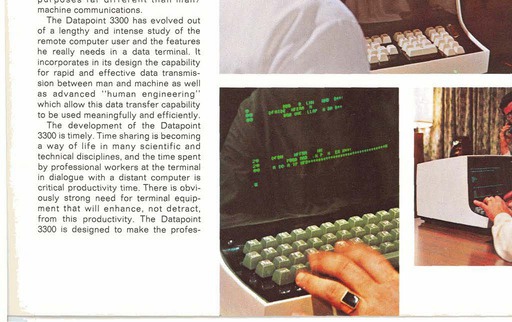 machine communications.
The Datapoint 3300 has evolved out
of a lengthy and intense study of the
remote computer user and the features
he really needs in a data terminal. It
incorporates in its design the capability
for rapid and effective data transmis-
sion between man and machine as well
as advanced "human engineering"
which allow this data transfer capability
to be used meaningfully and efficiently.
The development of the Datapoint
3300 is timely. Time sharing is becoming
a way of life in many scientific and
technical disciplines, and the time spent
by professional workers at the terminal
in dialogue with a distant computer is
critical productivity time. There is obvi-
ously strong need for terminal equip-
ment that will enhance, not detract,
from this productivity. The Datapoint
3300 is designed to make the profes-